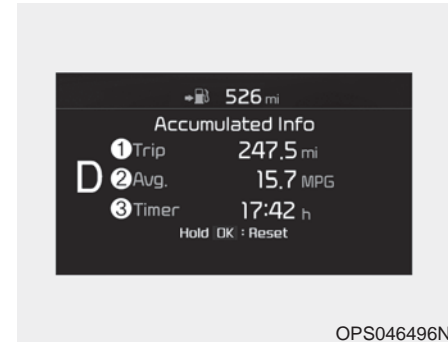 526 mi
Accumulated Info
1 Trip 247.5 mi
D 2 Avg. 15.7 MPG
3 Timer 17:42 h
Hold OK : Reset
OPS046496N